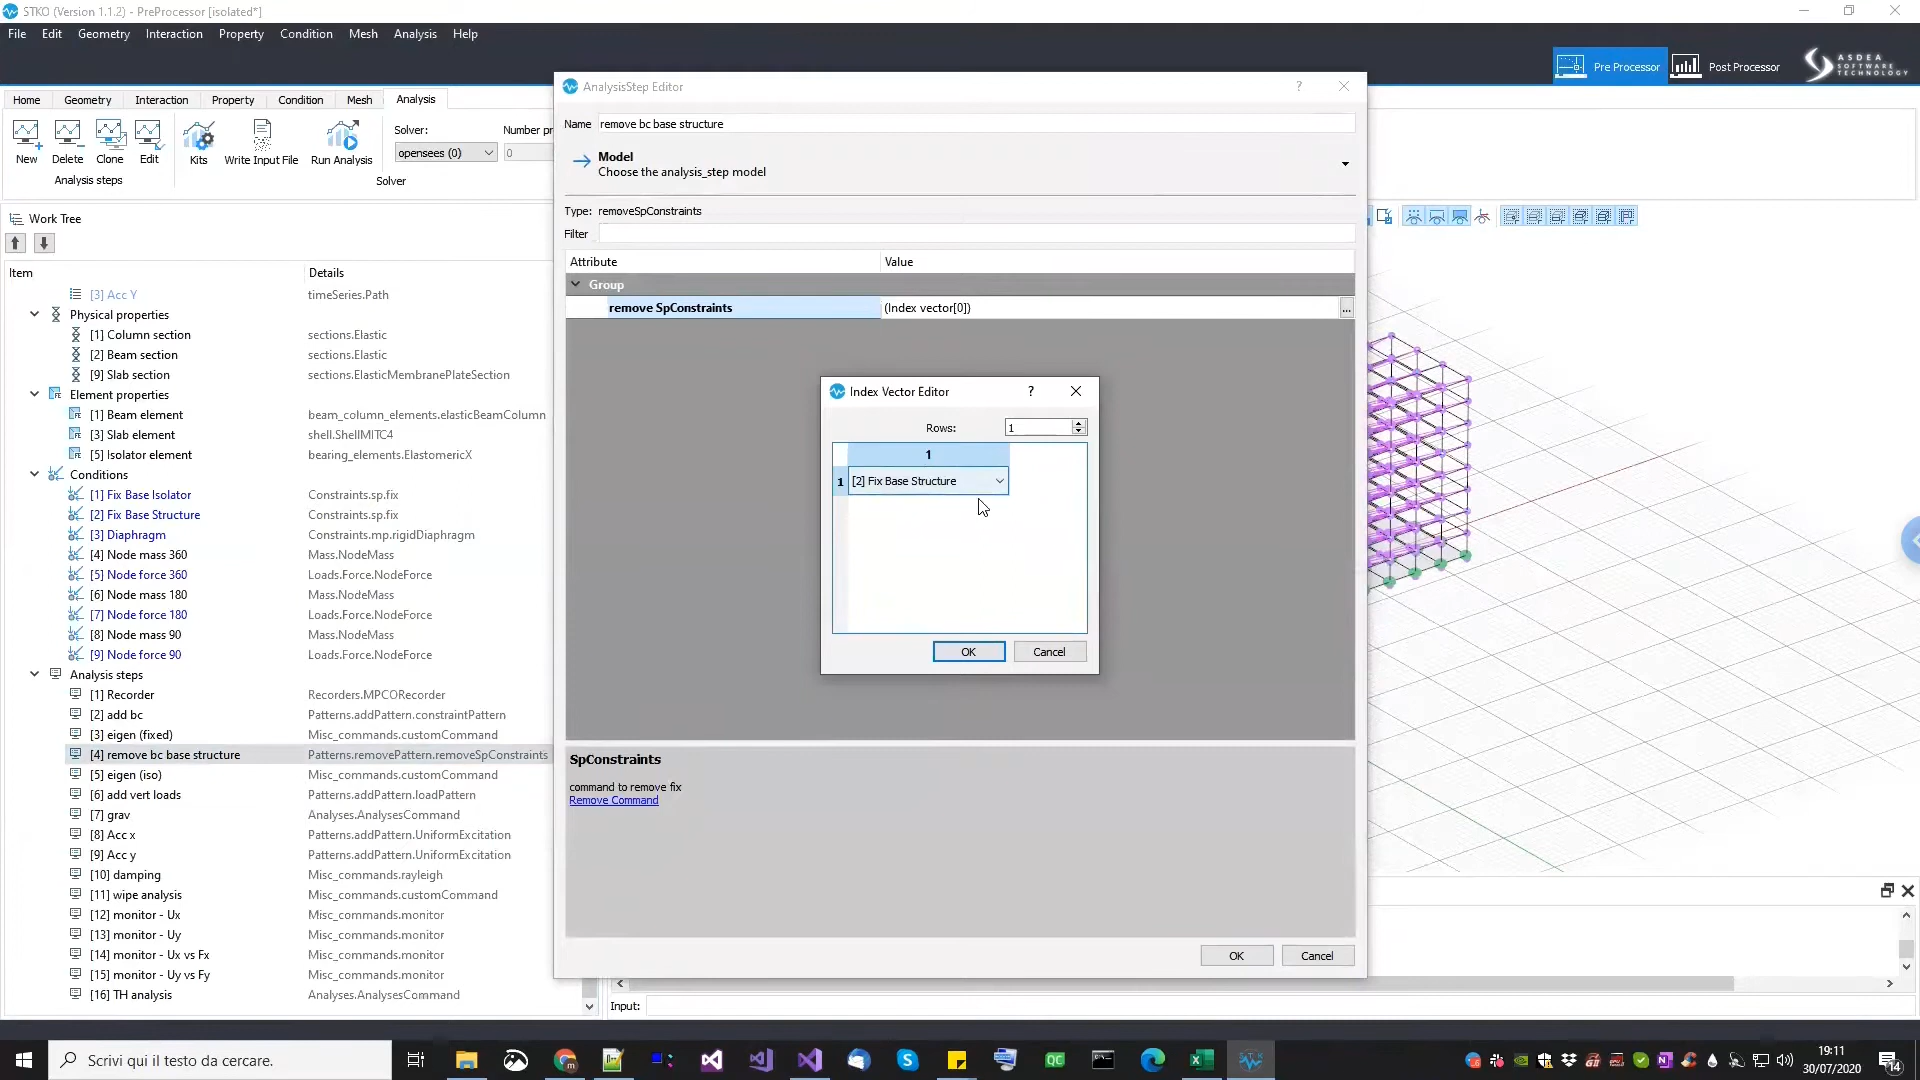 STKO (Version 1.1.2) - PreProcessor [isolated*]
File Edit Geometry Interaction Property Condition Mesh Analysis Help
Pre Processor
Post Processor
ASDEA
SOFTWARE
TECHNOLOGY
Home Geometry Interaction Property Condition Mesh Analysis
Solver:
Number pr
opensees (0)
0
New Delete Clone Edit Kits Write Input File Run Analysis
Analysis steps
Solver
Work Tree
Item Details
[3] Acc Y timeSeries.Path
Physical properties
[1] Column section sections.Elastic
[2] Beam section sections.Elastic
[9] Slab section sections.ElasticMembranePlateSection
Element properties
[1] Beam element beam_column_elements.elasticBeamColumn
[3] Slab element shell.ShellMITC4
[5] Isolator element bearing_elements.ElastomericX
Conditions
[1] Fix Base Isolator Constraints.sp.fix
[2] Fix Base Structure Constraints.sp.fix
[3] Diaphragm Constraints.mp.rigidDiaphragm
[4] Node mass 360 Mass.NodeMass
[5] Node force 360 Loads.Force.NodeForce
[6] Node mass 180 Mass.NodeMass
[7] Node force 180 Loads.Force.NodeForce
[8] Node mass 90 Mass.NodeMass
[9] Node force 90 Loads.Force.NodeForce
Analysis steps
[1] Recorder Recorders.MPCORecorder
[2] add bc Patterns.addPattern.constraintPattern
[3] eigen (fixed) Misc_commands.customCommand
[4] remove bc base structure Patterns.removePattern.removeSpConstraints
[5] eigen (iso) Misc_commands.customCommand
[6] add vert loads Patterns.addPattern.loadPattern
[7] grav Analyses.AnalysesCommand
[8] Acc x Patterns.addPattern.UniformExcitation
[9] Acc y Patterns.addPattern.UniformExcitation
[10] damping Misc_commands.rayleigh
[11] wipe analysis Misc_commands.customCommand
[12] monitor - Ux Misc_commands.monitor
[13] monitor - Uy Misc_commands.monitor
[14] monitor - Ux vs Fx Misc_commands.monitor
[15] monitor - Uy vs Fy Misc_commands.monitor
[16] TH analysis Analyses.AnalysesCommand
AnalysisStep Editor
?
Name remove bc base structure
Model
Choose the analysis_step model
Type: removeSpConstraints
Filter
Attribute Value
Group
remove SpConstraints (Index vector[0])
...
Index Vector Editor
?
Rows: 1
1
1 [2] Fix Base Structure
OK Cancel
SpConstraints
command to remove fix
Remove Command
OK Cancel
Input:
Scrivi qui il testo da cercare.
19:11
30/07/2020
14